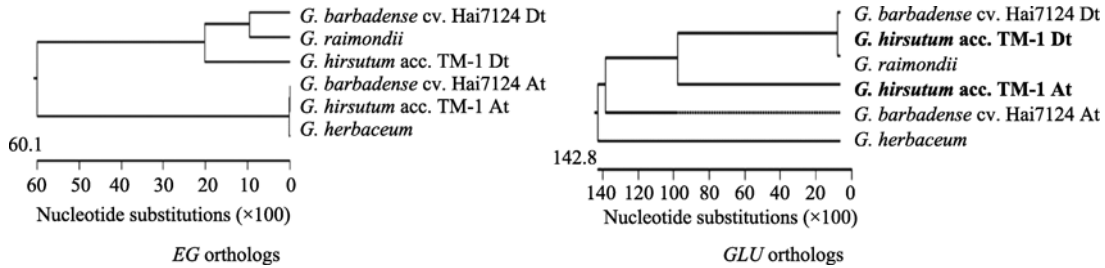 G. barbadense cv. Hai7124 Dt
G. raimondii
G. hirsutum acc. TM-1 Dt
G. barbadense cv. Hai7124 At
G. hirsutum acc. TM-1 At
G. herbaceum
60.1
60 50 40 30 20 10 0
Nucleotide substitutions (×100)
EG orthologs
G. barbadense cv. Hai7124 Dt
G. hirsutum acc. TM-1 Dt
G. raimondii
G. hirsutum acc. TM-1 At
G. barbadense cv. Hai7124 At
G. herbaceum
142.8
140 120 100 80 60 40 20 0
Nucleotide substitutions (×100)
GLU orthologs